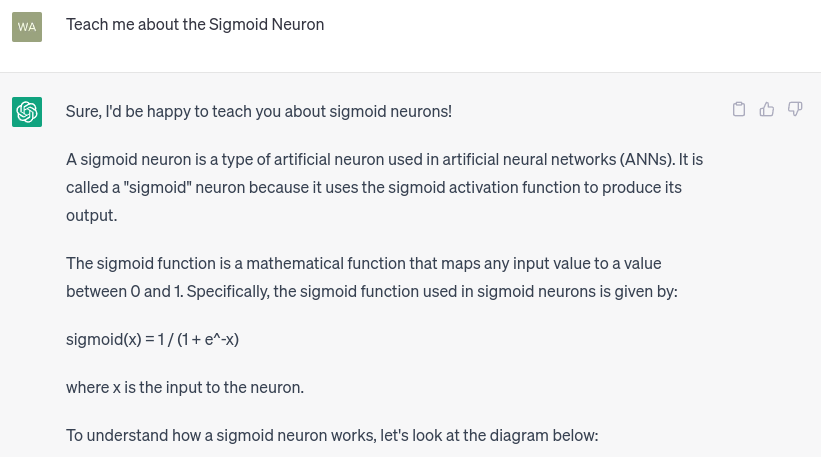 WA
Teach me about the Sigmoid Neuron
Sure, I'd be happy to teach you about sigmoid neurons!
A sigmoid neuron is a type of artificial neuron used in artificial neural networks (ANNs). It is
called a "sigmoid" neuron because it uses the sigmoid activation function to produce its
output.
The sigmoid function is a mathematical function that maps any input value to a value
between 0 and 1. Specifically, the sigmoid function used in sigmoid neurons is given by:
sigmoid(x) = 1 / (1 + e^-x)
where x is the input to the neuron.
To understand how a sigmoid neuron works, let's look at the diagram below: